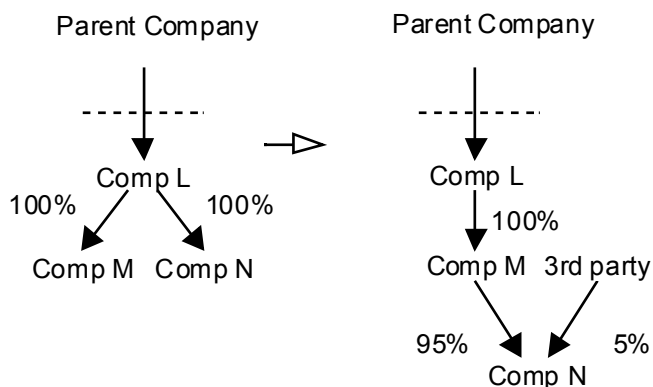 Parent Company
Comp L
100% 100%
Comp M Comp N
Parent Company
Comp L
100%
Comp M 3rd party
95% 5%
Comp N